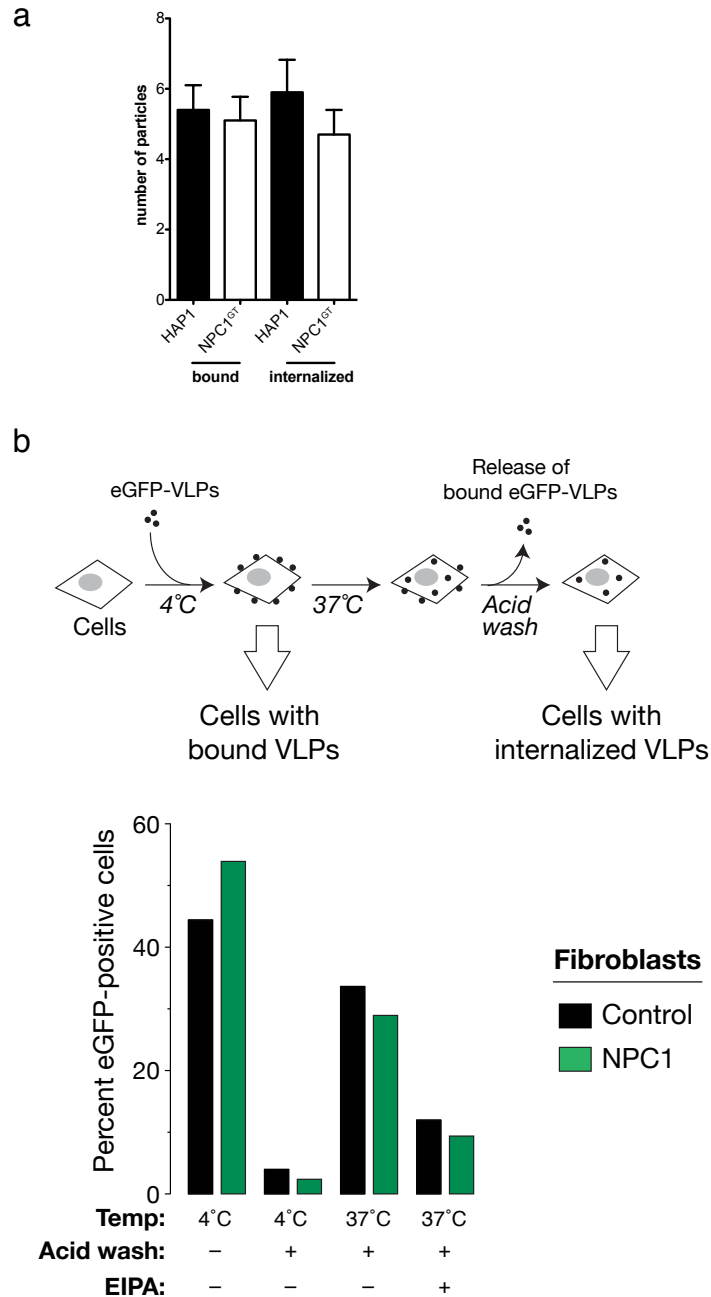 a
8
6
4
2
0
number of particles
HAP1
NPC1ᴳᵀ
HAP1
NPC1ᴳᵀ
bound
internalized
b
eGFP-VLPs
Release of
bound eGFP-VLPs
4˚C
37˚C
Acid
wash
Cells
Cells with
bound VLPs
Cells with
internalized VLPs
60
40
20
0
Percent eGFP-positive cells
Fibroblasts
Control
NPC1
Temp: 4˚C 4˚C 37˚C 37˚C
Acid wash: – + + +
EIPA: – – – +